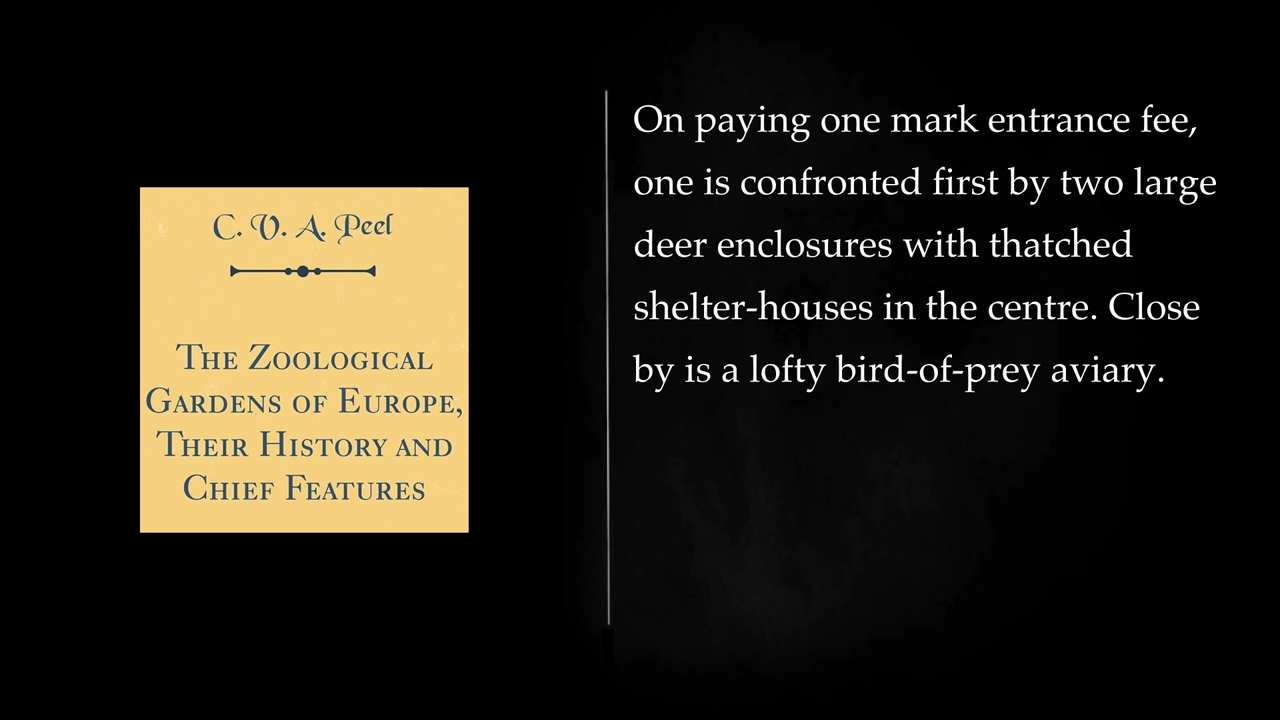 C. V. A. Peel
The Zoological
Gardens of Europe,
Their History and
Chief Features
On paying one mark entrance fee,
one is confronted first by two large
deer enclosures with thatched
shelter-houses in the centre. Close
by is a lofty bird-of-prey aviary.